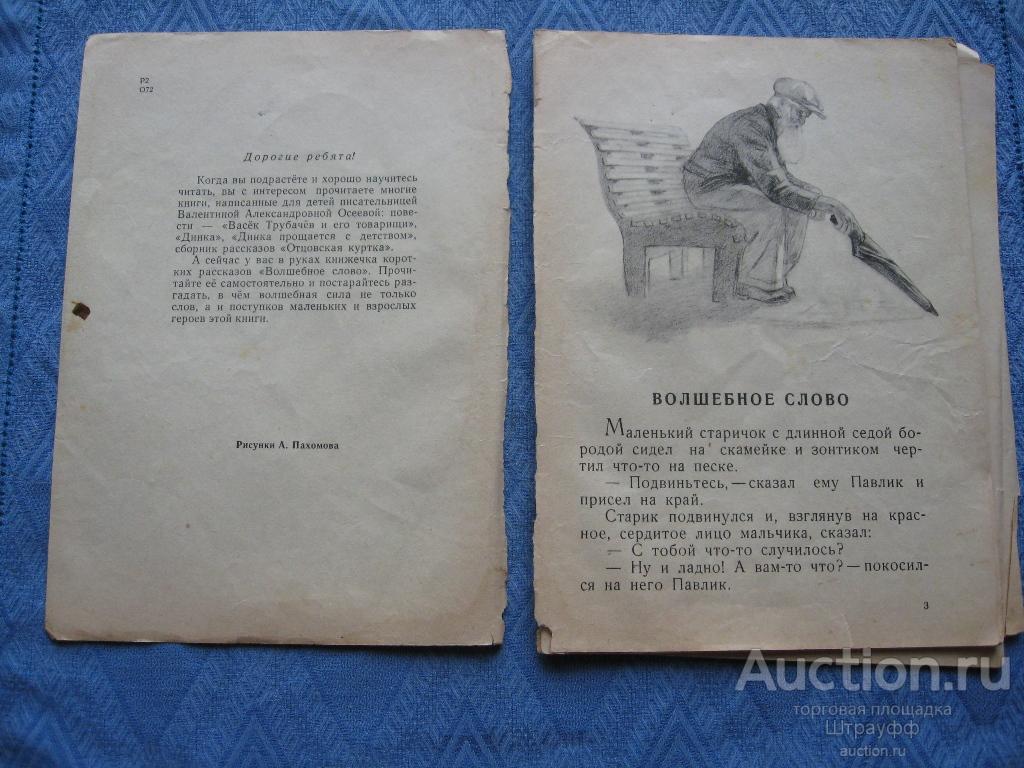 Р2
О72
Дорогие ребята!
Когда вы подрастёте и хорошо научитесь
читать, вы с интересом прочитаете многие
книги, написанные для детей писательницей
Валентиной Александровной Осеевой: пове-
сти — «Васёк Трубачёв и его товарищи»,
«Динка», «Динка прощается с детством»,
сборник рассказов «Отцовская куртка».
А сейчас у вас в руках книжечка корот-
ких рассказов «Волшебное слово». Прочи-
тайте её самостоятельно и постарайтесь раз-
гадать, в чём волшебная сила не только
слов, а и поступков маленьких и взрослых
героев этой книги.
Рисунки А. Пахомова
ВОЛШЕБНОЕ СЛОВО
Маленький старичок с длинной седой бо-
родой сидел на скамейке и зонтиком чер-
тил что-то на песке.
— Подвиньтесь, — сказал ему Павлик и
присел на край.
Старик подвинулся и, взглянув на крас-
ное, сердитое лицо мальчика, сказал:
— С тобой что-то случилось?
— Ну и ладно! А вам-то что? — покосил-
ся на него Павлик.
3
Auction.ru
торговая площадка
Штрауфф
auction.ru